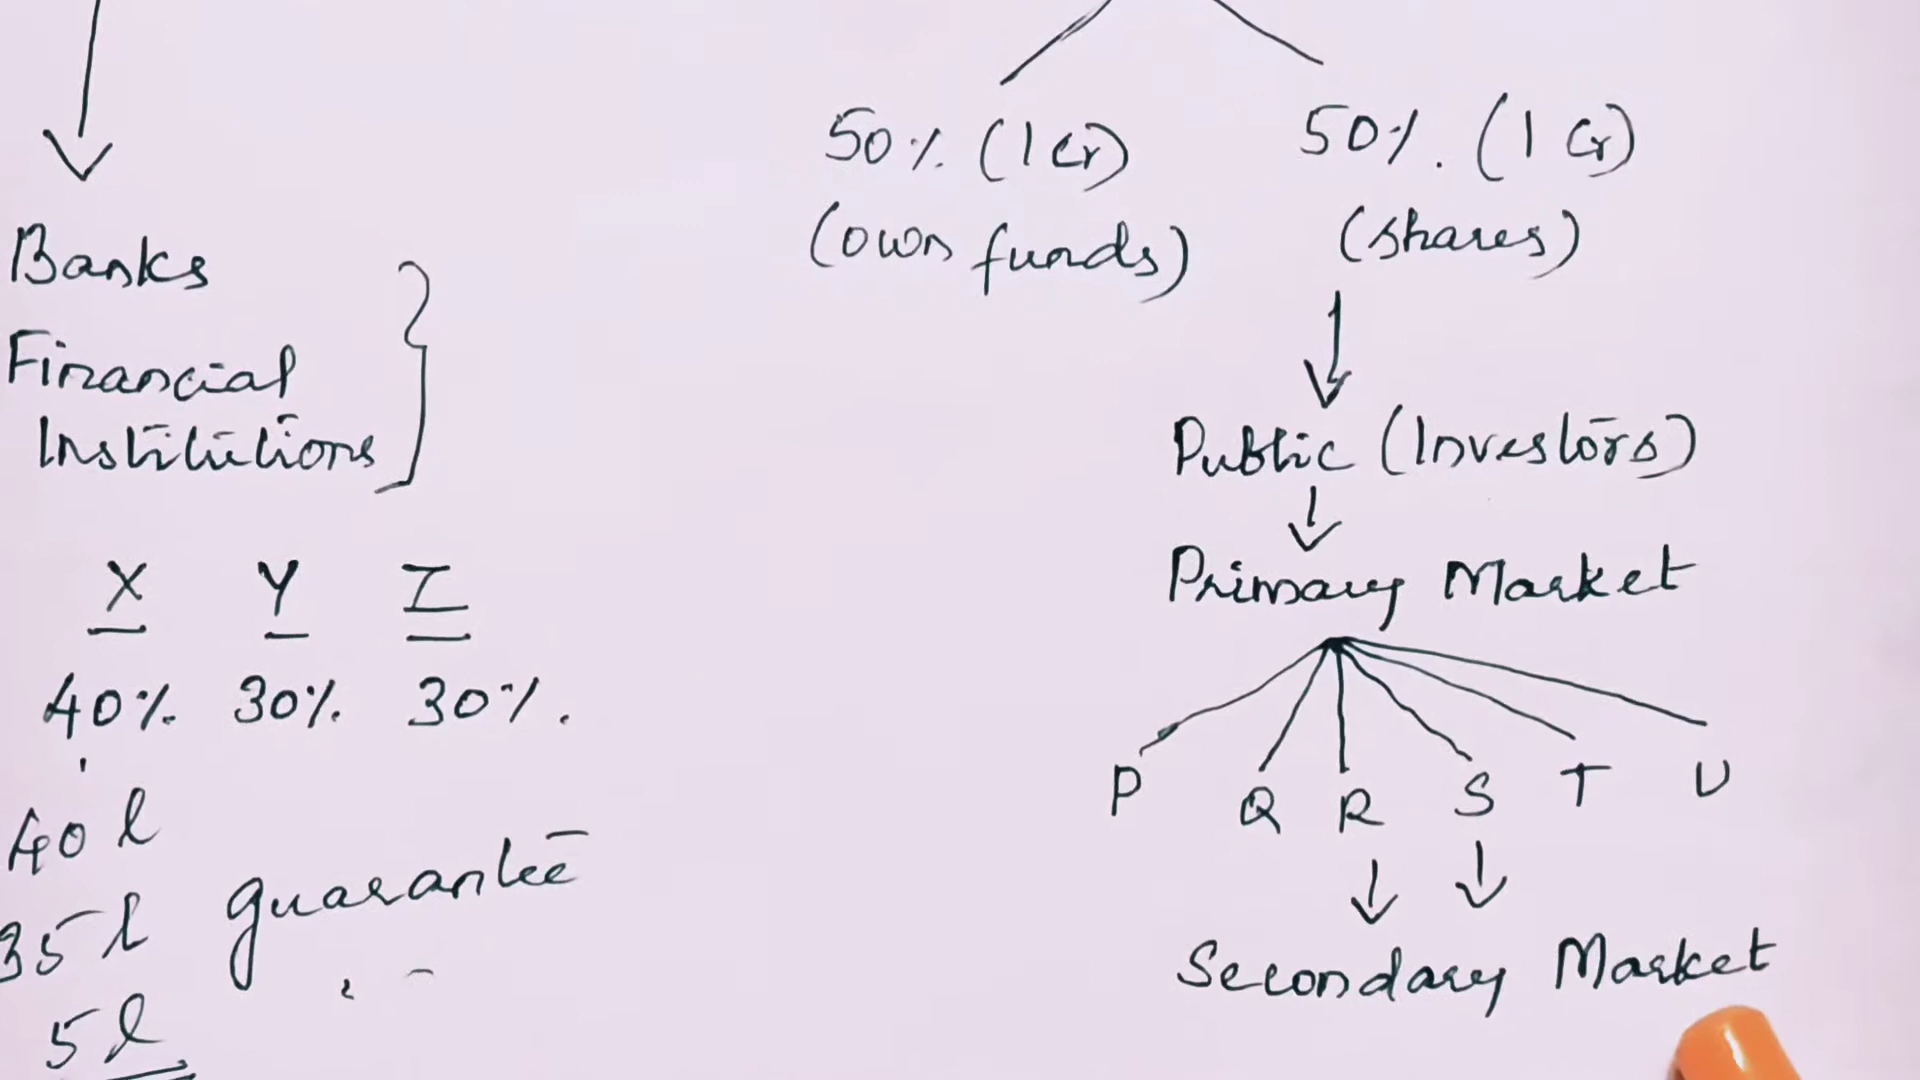 50% (1 Cr)
50%. (1 Cr)
(own funds)
(shares)
Public (Investors)
Primary Market
P Q R S T U
Secondary Market
Banks
Financial
Institutions
X Y Z
40% 30% 30%.
40 l
35 l guarantee
5 l